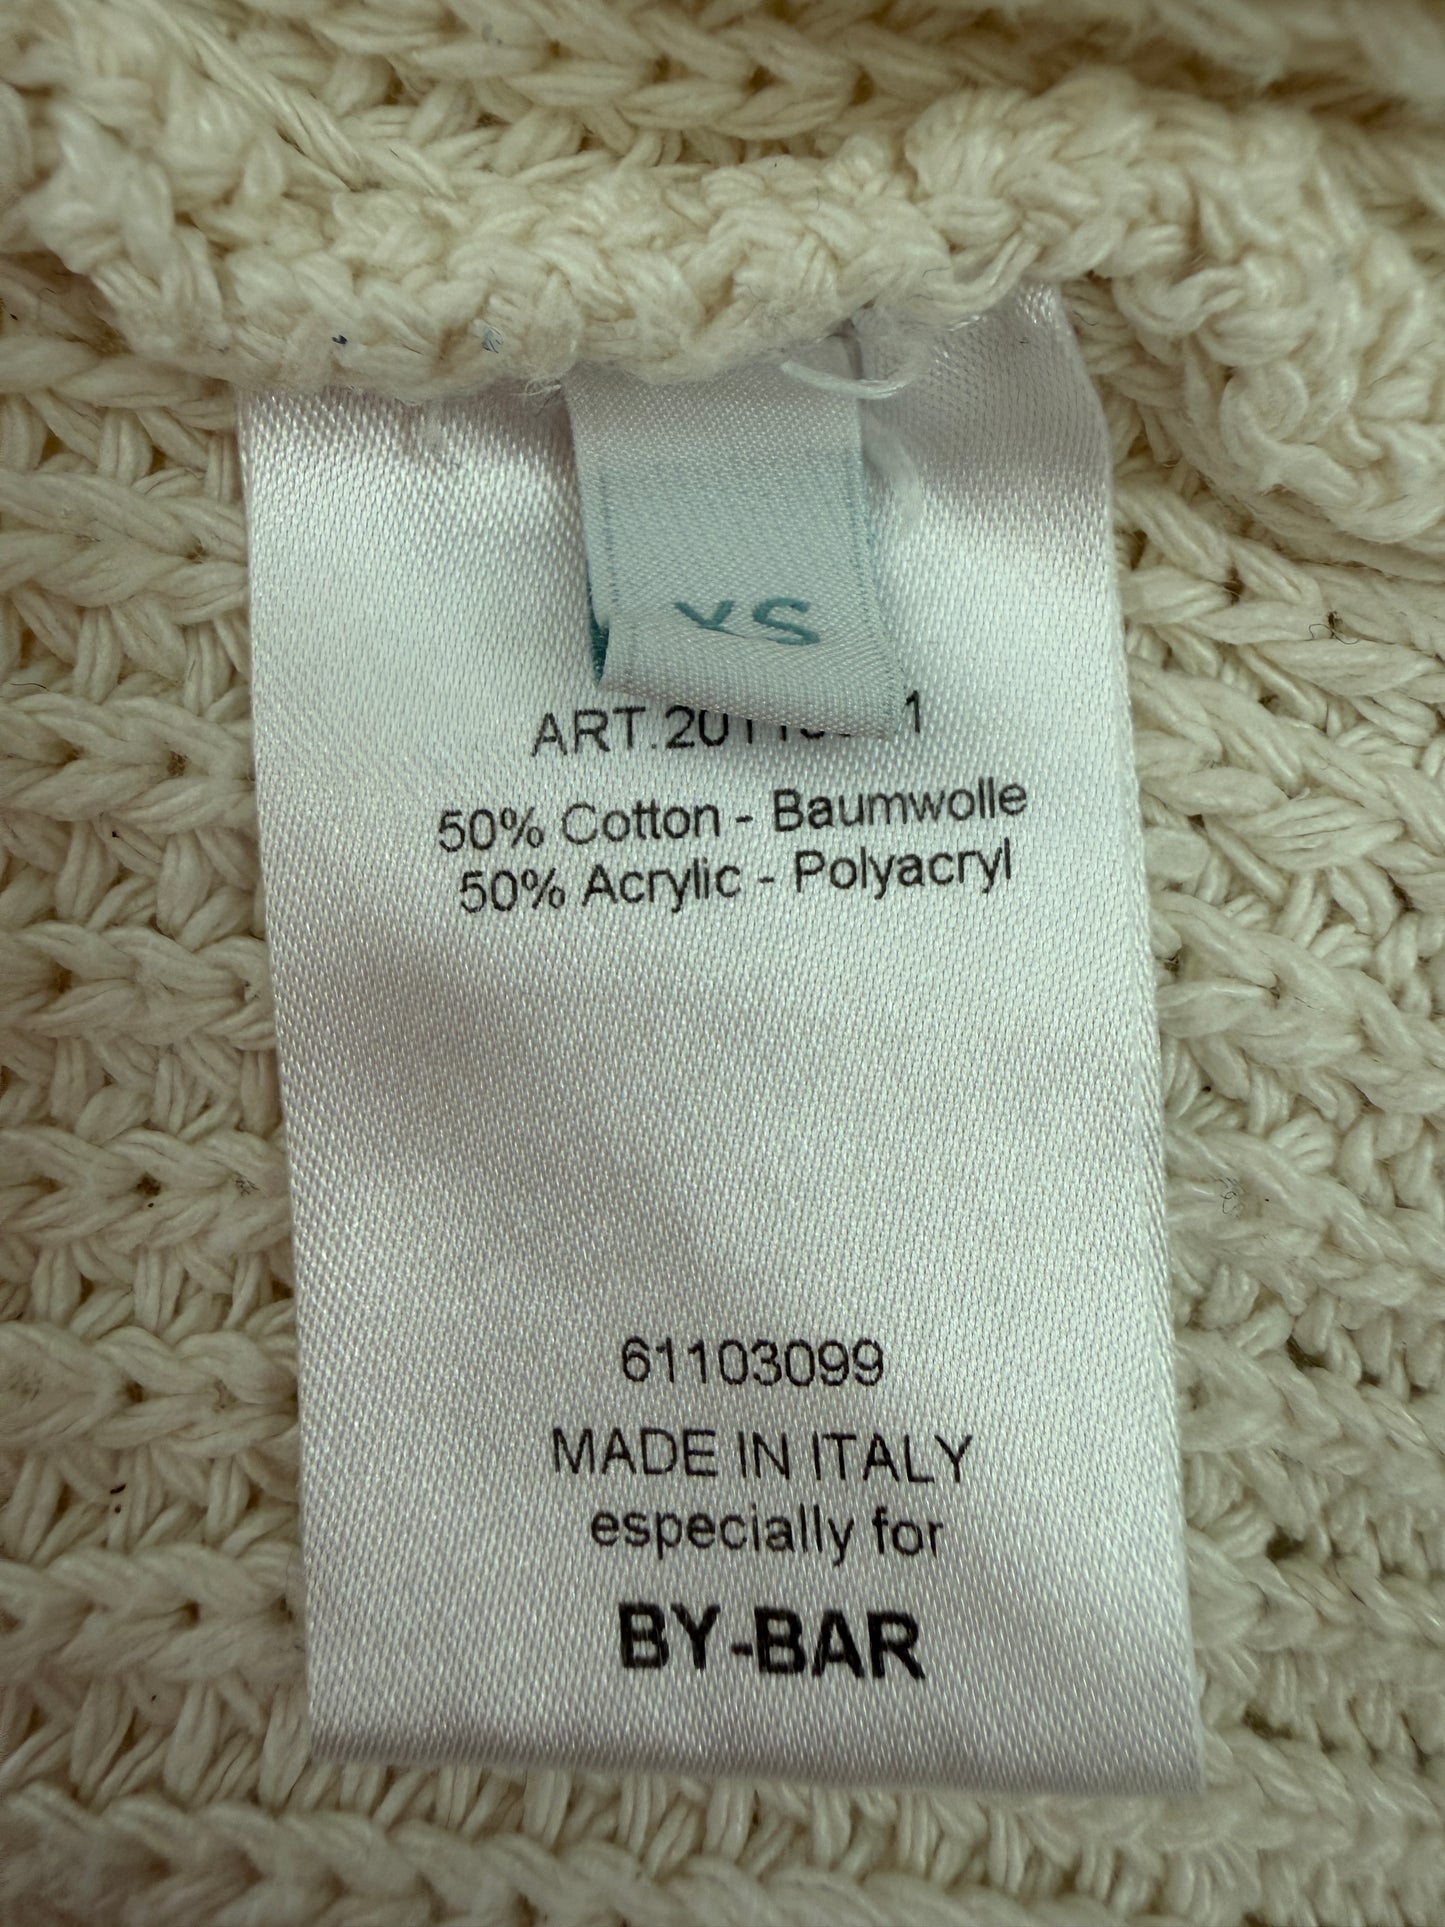 XS
50% Cotton - Baumwolle
50% Acrylic - Polyacryl
61103099
MADE IN ITALY
especially for
BY-BAR